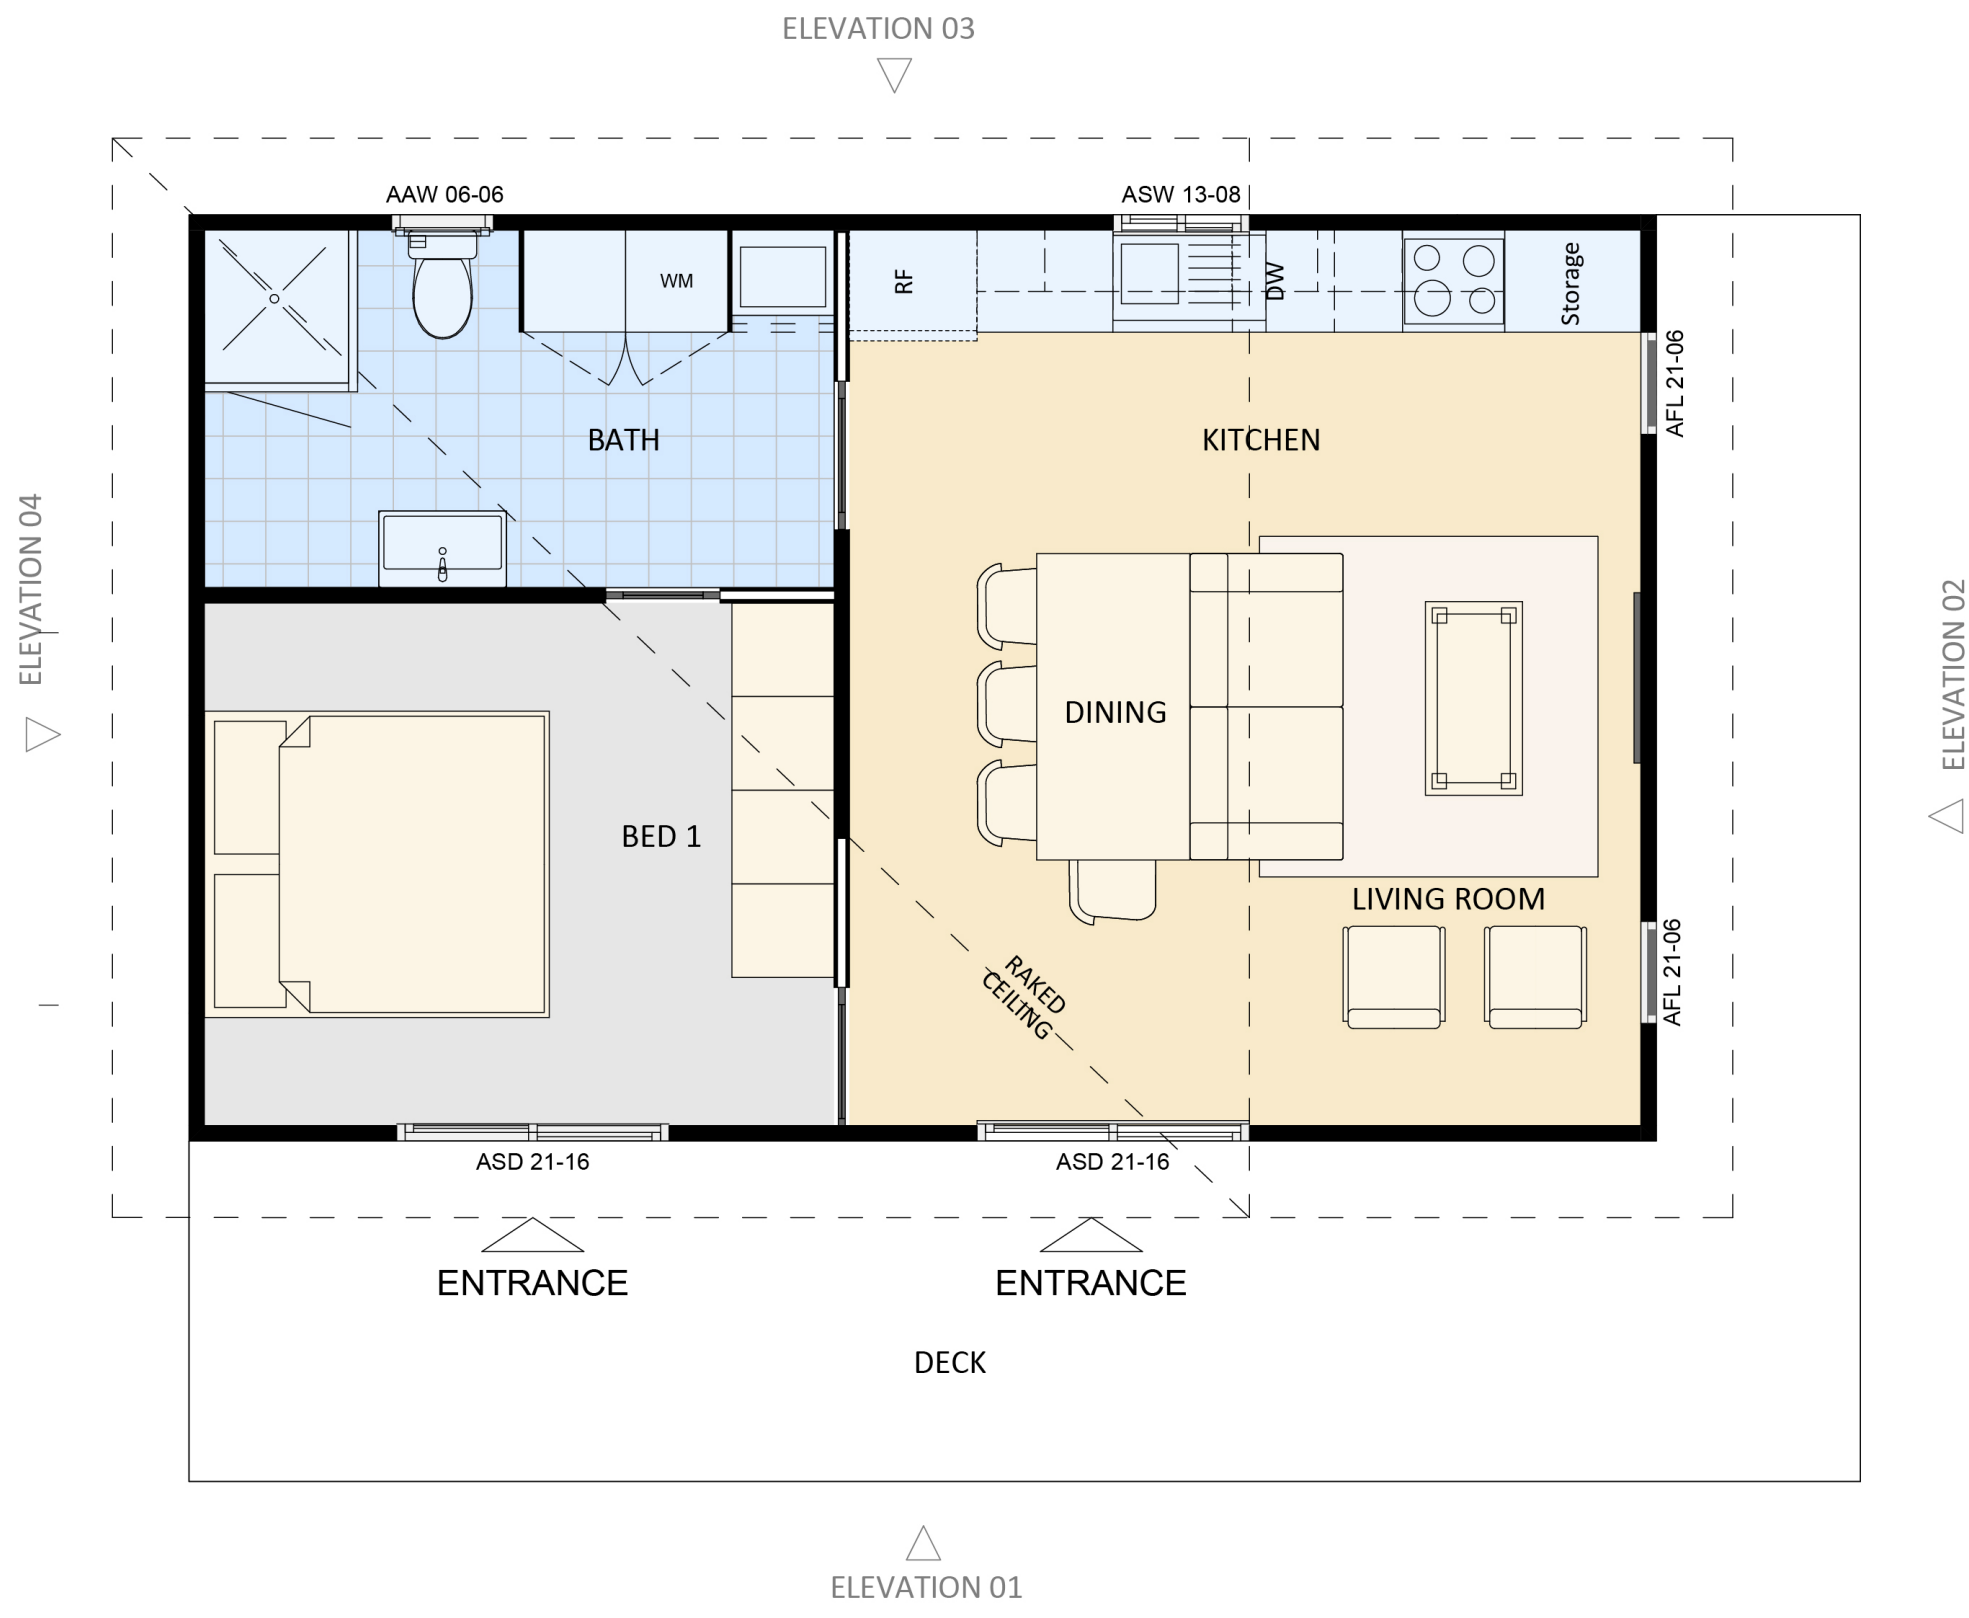 ELEVATION 03
AAW 06-06
ASW 13-08
WM
RF
DW
Storage
AFL 21-06
BATH
KITCHEN
ELEVATION 04
ELEVATION 02
DINING
BED 1
LIVING ROOM
RAKED
CEILING
AFL 21-06
ASD 21-16
ASD 21-16
ENTRANCE
ENTRANCE
DECK
ELEVATION 01